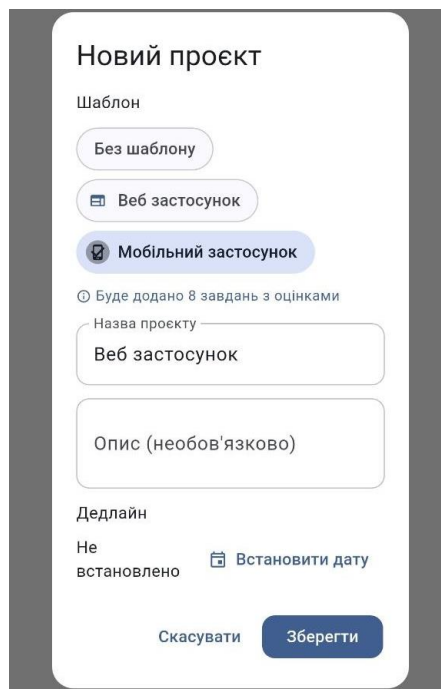 Новий проєкт
Шаблон
Без шаблону
Веб застосунок
Мобільний застосунок
Буде додано 8 завдань з оцінками
Назва проєкту
Веб застосунок
Опис (необов'язково)
Дедлайн
Не
встановлено
Встановити дату
Скасувати
Зберегти